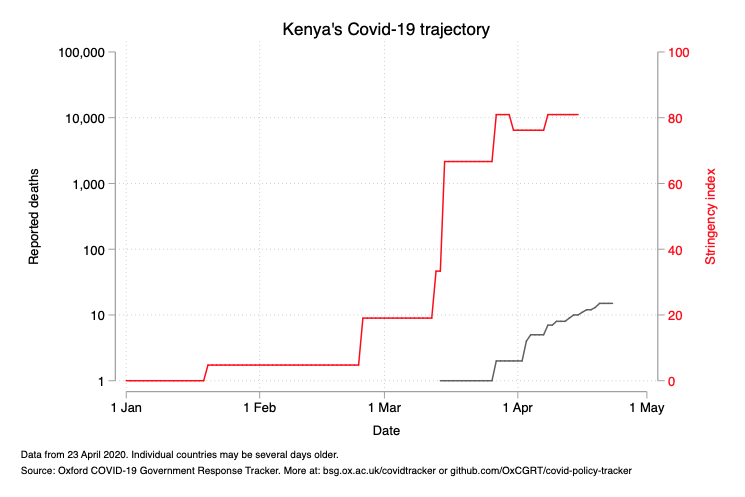 Kenya's Covid-19 trajectory
100,000
10,000
1,000
100
10
1
Reported deaths
100
80
60
40
20
0
Stringency index
1 Jan 1 Feb 1 Mar 1 Apr 1 May
Date
Data from 23 April 2020. Individual countries may be several days older.
Source: Oxford COVID-19 Government Response Tracker. More at: bsg.ox.ac.uk/covidtracker or github.com/OxCGRT/covid-policy-tracker